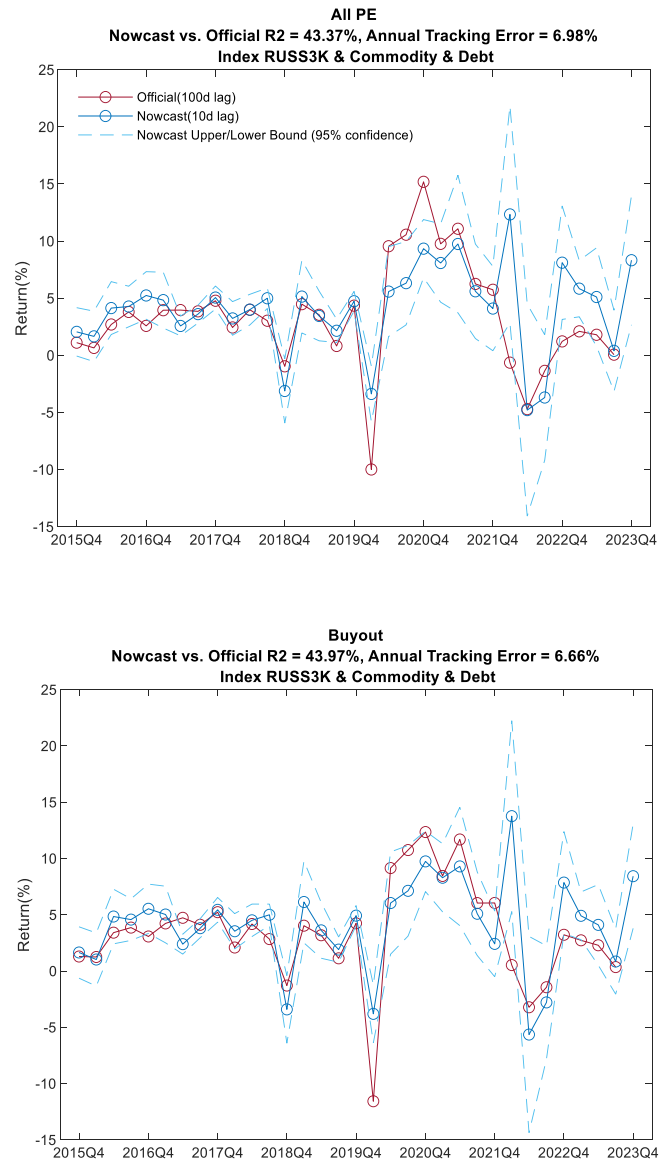 All PE
Nowcast vs. Official R2 = 43.37%, Annual Tracking Error = 6.98%
Index RUSS3K & Commodity & Debt
25
20
15
10
5
0
-5
-10
-15
Return(%)
Official(100d lag)
Nowcast(10d lag)
Nowcast Upper/Lower Bound (95% confidence)
2015Q4 2016Q4 2017Q4 2018Q4 2019Q4 2020Q4 2021Q4 2022Q4 2023Q4
Buyout
Nowcast vs. Official R2 = 43.97%, Annual Tracking Error = 6.66%
Index RUSS3K & Commodity & Debt
25
20
15
10
5
0
-5
-10
-15
Return(%)
2015Q4 2016Q4 2017Q4 2018Q4 2019Q4 2020Q4 2021Q4 2022Q4 2023Q4